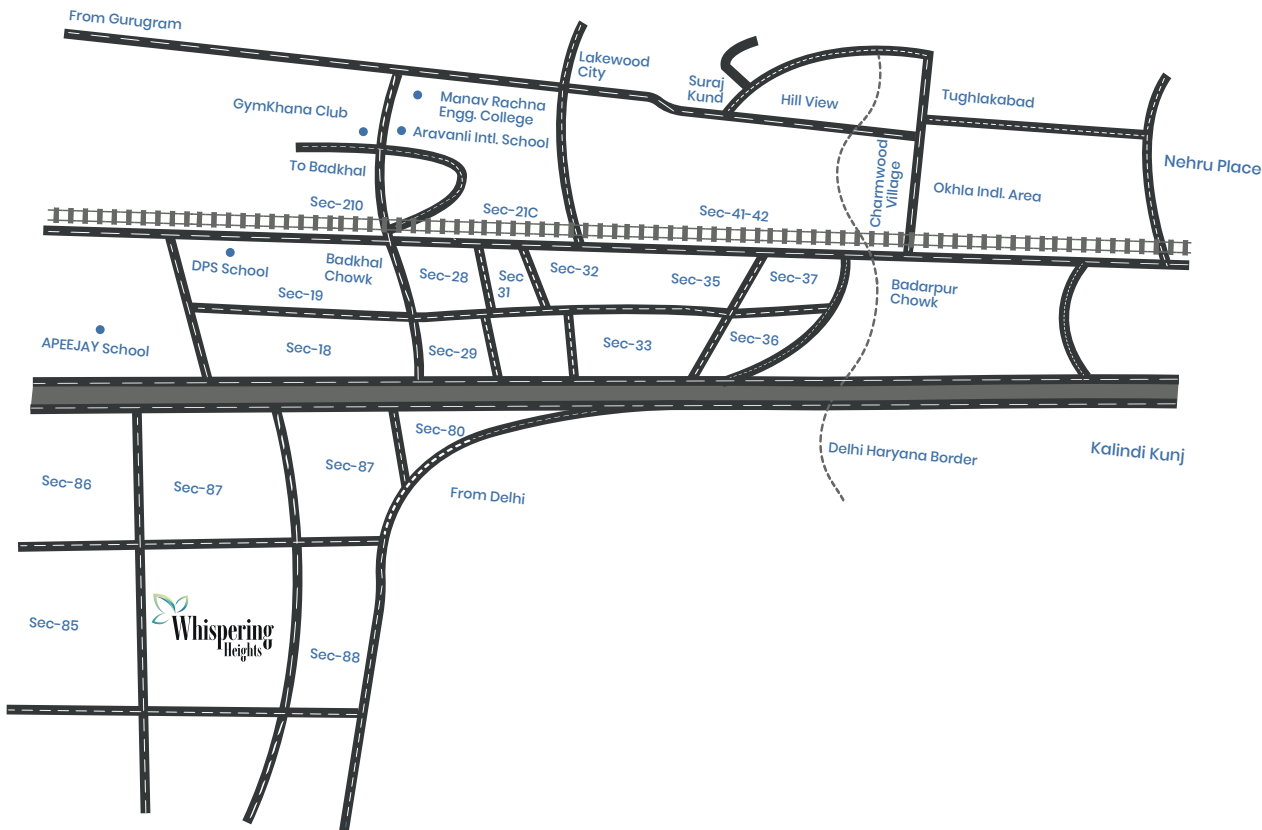 From Gurugram
Lakewood
City
Suraj
Kund
Hill View
Tughlakabad
GymKhana Club
Manav Rachna
Engg. College
Aravanli Intl. School
To Badkhal
Charmwood
Village
Nehru Place
Okhla Indl. Area
Sec-210
Sec-21C
Sec-41-42
DPS School
Badkhal
Chowk
Sec-19
Sec-28
Sec
31
Sec-32
Sec-35
Sec-37
Badarpur
Chowk
APEEJAY School
Sec-18
Sec-29
Sec-33
Sec-36
Sec-80
Delhi Haryana Border
Kalindi Kunj
Sec-86
Sec-87
Sec-87
From Delhi
Sec-85
Whispering
Heights
Sec-88